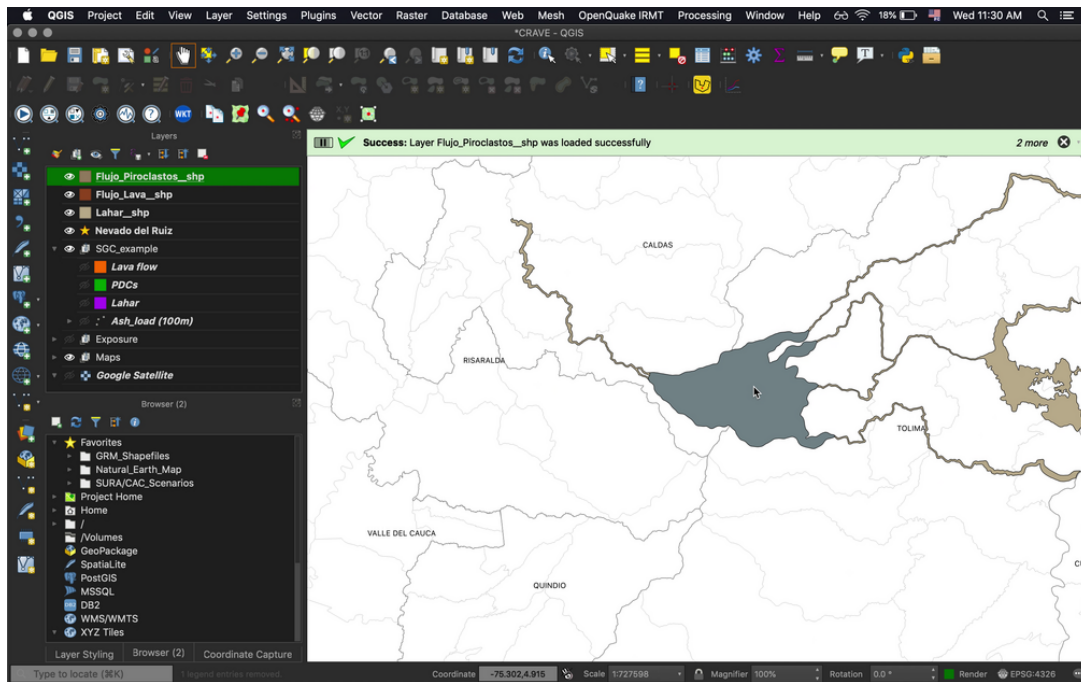 QGIS Project Edit View Layer Settings Plugins Vector Raster Database Web Mesh OpenQuake IRMT Processing Window Help 18% Wed 11:30 AM
*CRAVE - QGIS
WKT
Layers
Success: Layer Flujo_Piroclastos__shp was loaded successfully 2 more
Flujo_Piroclastos__shp
Flujo_Lava__shp
Lahar__shp
Nevado del Ruiz
SGC_example
Lava flow
PDCs
Lahar
Ash_load (100m)
Exposure
Maps
Google Satellite
CALDAS
RISARALDA
TOLIMA
VALLE DEL CAUCA
QUINDIO
Browser (2)
Favorites
GRM_Shapefiles
Natural_Earth_Map
SURA/CAC_Scenarios
Project Home
Home
/
/Volumes
GeoPackage
SpatiaLite
PostGIS
MSSQL
DB2
WMS/WMTS
XYZ Tiles
Layer Styling Browser (2) Coordinate Capture
Type to locate (⌘K) 1 legend entries removed. Coordinate -75.302,4.915 Scale 1:727598 Magnifier 100% Rotation 0.0 ° Render EPSG:4326